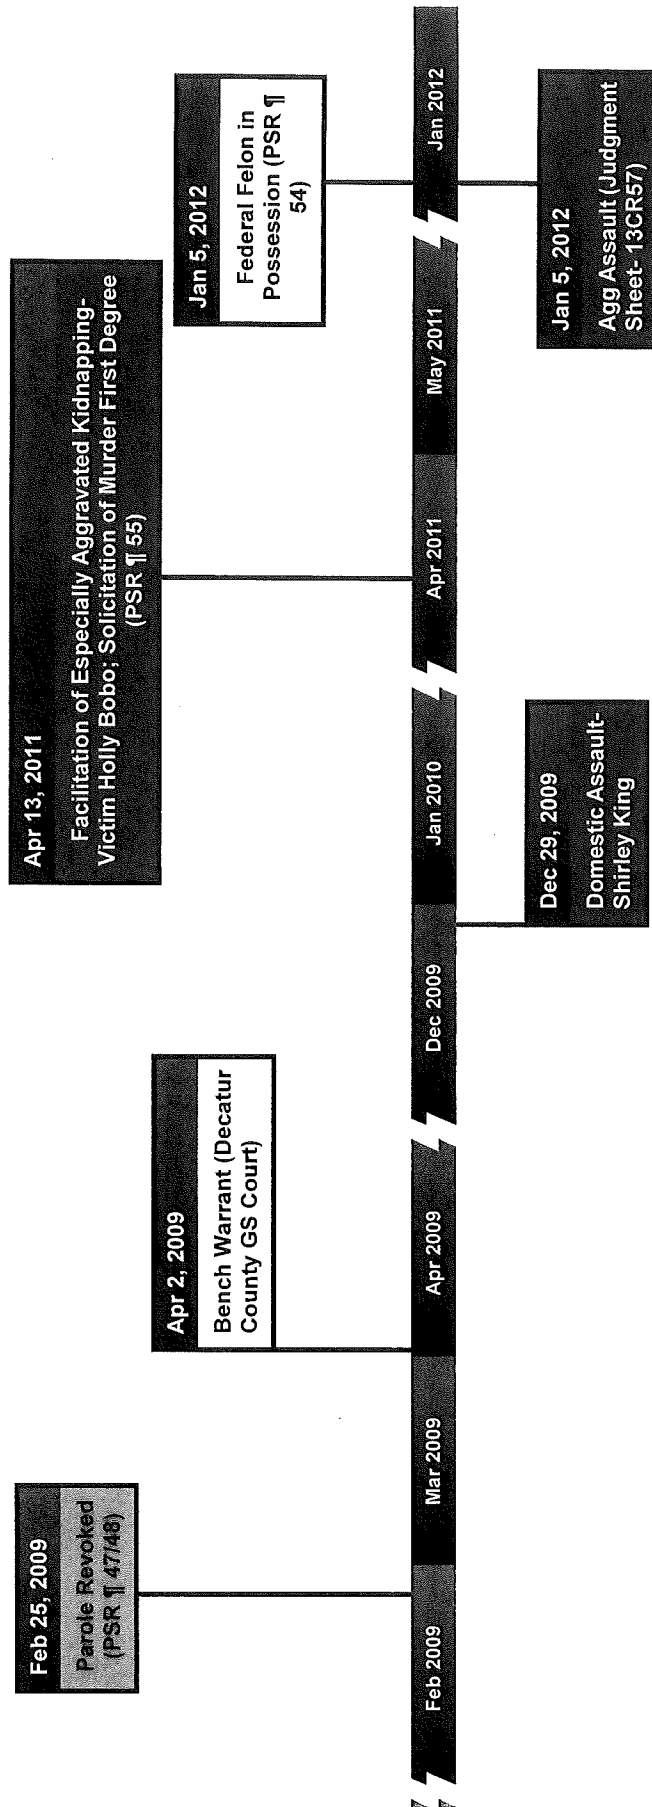 Feb 25, 2009
Parole Revoked
(PSR ¶ 47/48)
Apr 2, 2009
Bench Warrant (Decatur
County GS Court)
Apr 13, 2011
Facilitation of Especially Aggravated Kidnapping-
Victim Holly Bobo; Solicitation of Murder First Degree
(PSR ¶ 55)
Jan 5, 2012
Federal Felon in
Possession (PSR ¶
54)
Feb 2009
Mar 2009
Apr 2009
Dec 2009
Jan 2010
Apr 2011
May 2011
Jan 2012
Dec 29, 2009
Domestic Assault-
Shirley King
Jan 5, 2012
Agg Assault (Judgment
Sheet- 13CR57)